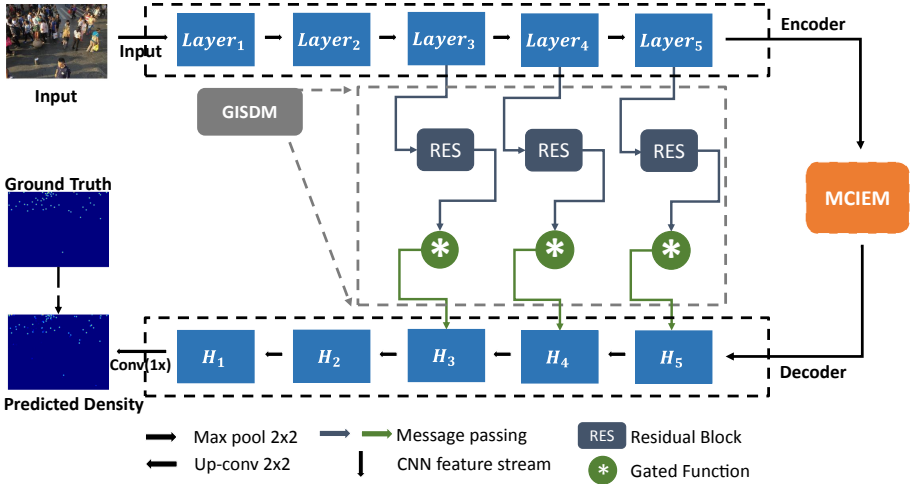 Input
Layer₁
Layer₂
Layer₃
Layer₄
Layer₅
Encoder
Input
GISDM
RES
RES
RES
MCIEM
Ground Truth
*
*
*
H₁
H₂
H₃
H₄
H₅
Conv(1x)
Decoder
Predicted Density
Max pool 2x2
Message passing
RES
Residual Block
Up-conv 2x2
CNN feature stream
*
Gated Function